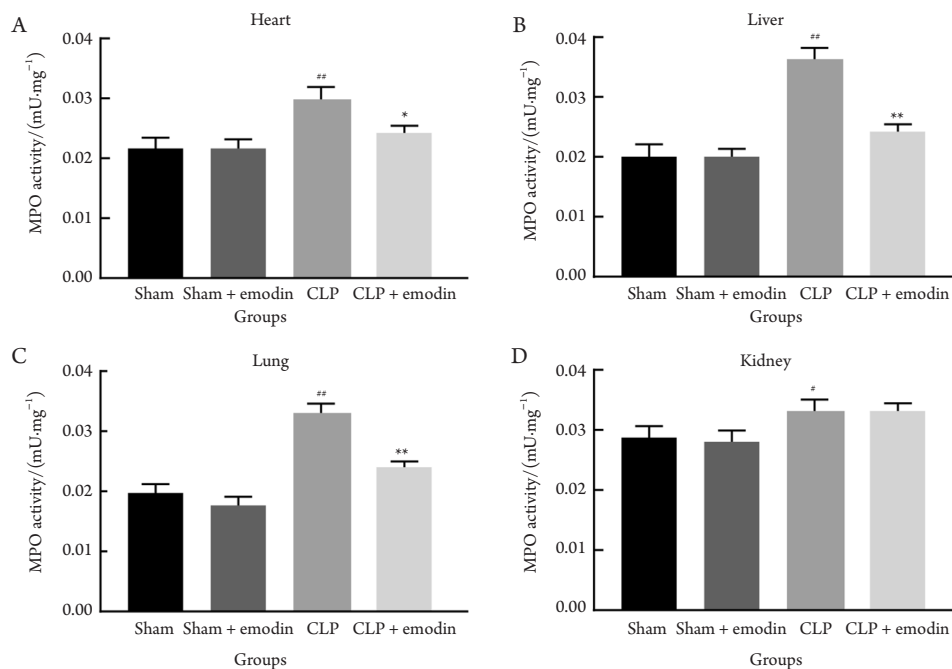 A
Heart
MPO activity/(mU·mg⁻¹)
0.04
0.03
0.02
0.01
0.00
##
*
Sham Sham + emodin CLP CLP + emodin
Groups
B
Liver
MPO activity/(mU·mg⁻¹)
0.04
0.03
0.02
0.01
0.00
##
**
Sham Sham + emodin CLP CLP + emodin
Groups
C
Lung
MPO activity/(mU·mg⁻¹)
0.04
0.03
0.02
0.01
0.00
##
**
Sham Sham + emodin CLP CLP + emodin
Groups
D
Kidney
MPO activity/(mU·mg⁻¹)
0.04
0.03
0.02
0.01
0.00
#
Sham Sham + emodin CLP CLP + emodin
Groups